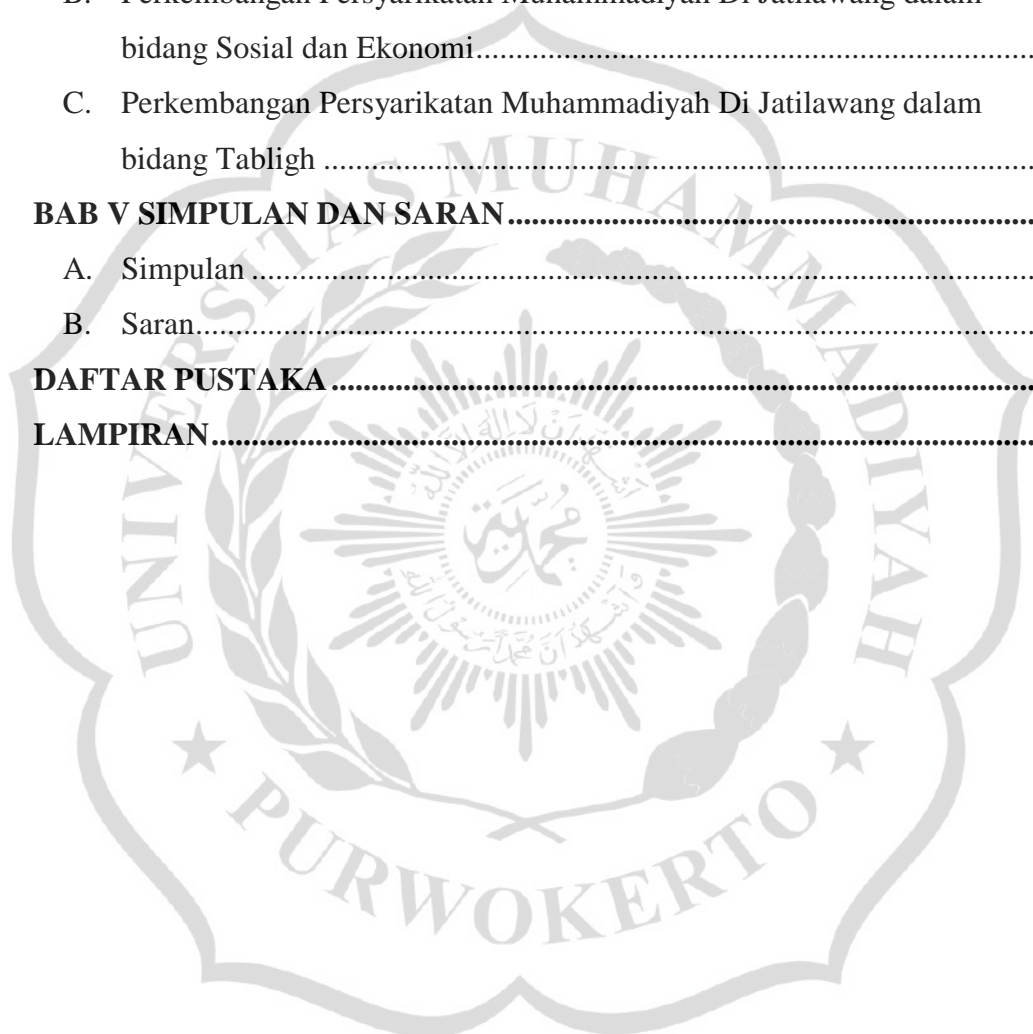 B. Perkembangan Persyarikatan Muhammadiyah Di Jatilawang dalam
bidang Sosial dan Ekonomi..........................................................................
C. Perkembangan Persyarikatan Muhammadiyah Di Jatilawang dalam
bidang Tabligh ..........................................................................................
BAB V SIMPULAN DAN SARAN..................................................................
A. Simpulan ..................................................................................................
B. Saran.........................................................................................................
DAFTAR PUSTAKA ........................................................................................
LAMPIRAN.......................................................................................................
UNIVERSITAS MUHAMMADIYAH
PURWOKERTO